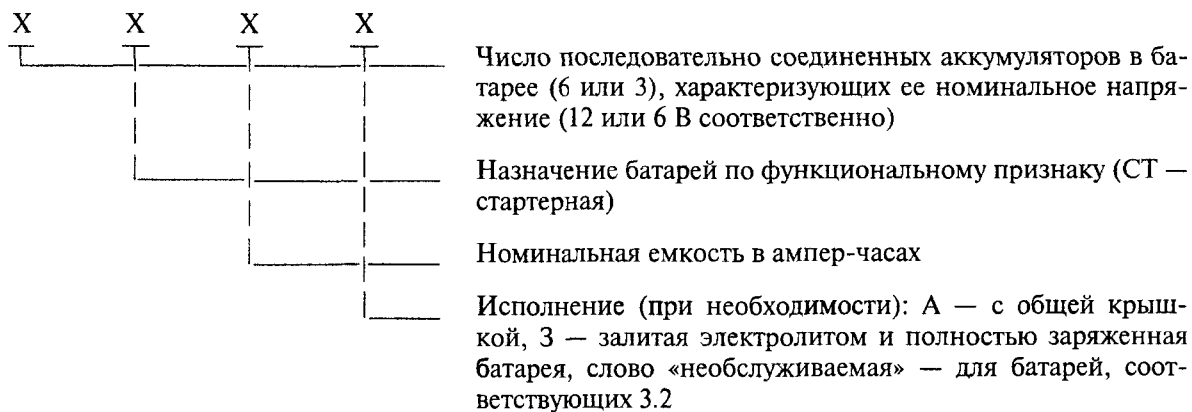 X X X X
Число последовательно соединенных аккумуляторов в ба-
тарее (6 или 3), характеризующих ее номинальное напря-
жение (12 или 6 В соответственно)
Назначение батарей по функциональному признаку (СТ —
стартерная)
Номинальная емкость в ампер-часах
Исполнение (при необходимости): А — с общей крыш-
кой, З — залитая электролитом и полностью заряженная
батарея, слово «необслуживаемая» — для батарей, соот-
ветствующих 3.2